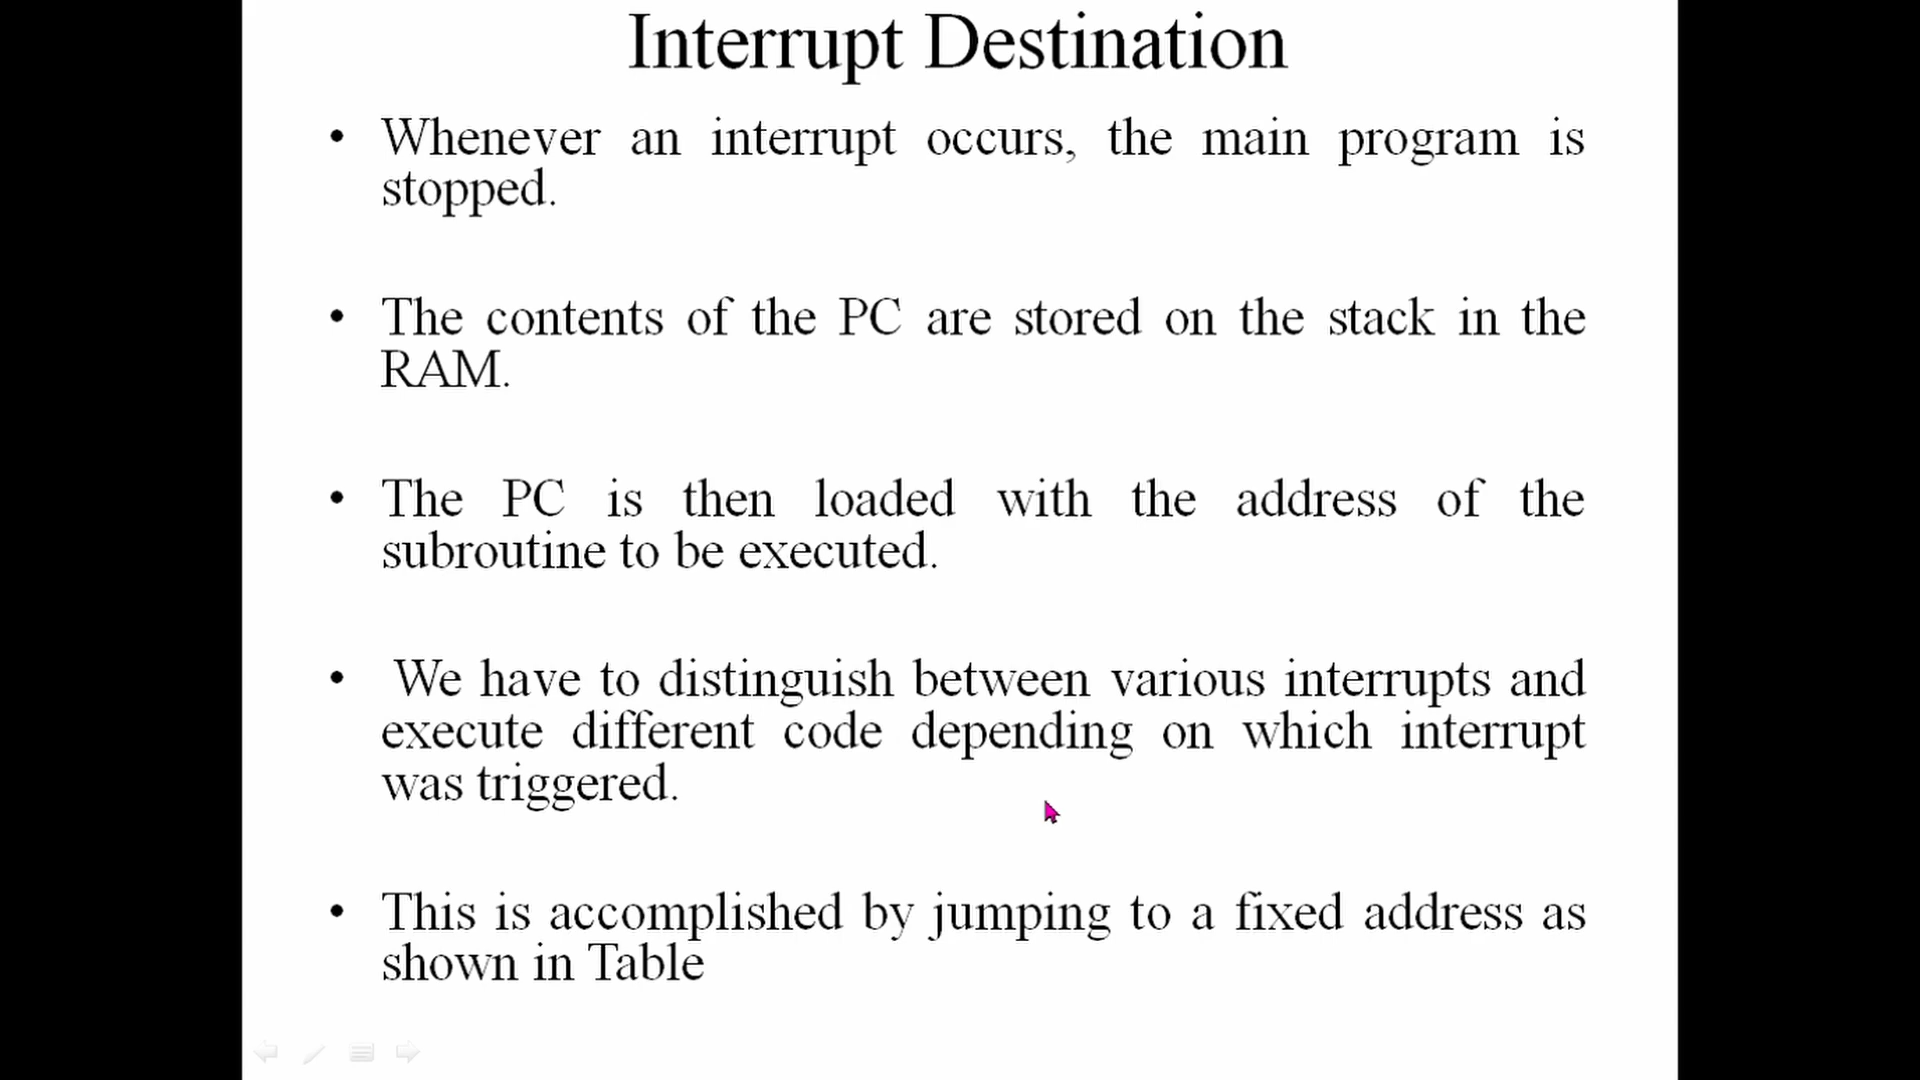 Interrupt Destination
• Whenever an interrupt occurs, the main program is
stopped.
• The contents of the PC are stored on the stack in the
RAM.
• The PC is then loaded with the address of the
subroutine to be executed.
• We have to distinguish between various interrupts and
execute different code depending on which interrupt
was triggered.
• This is accomplished by jumping to a fixed address as
shown in Table